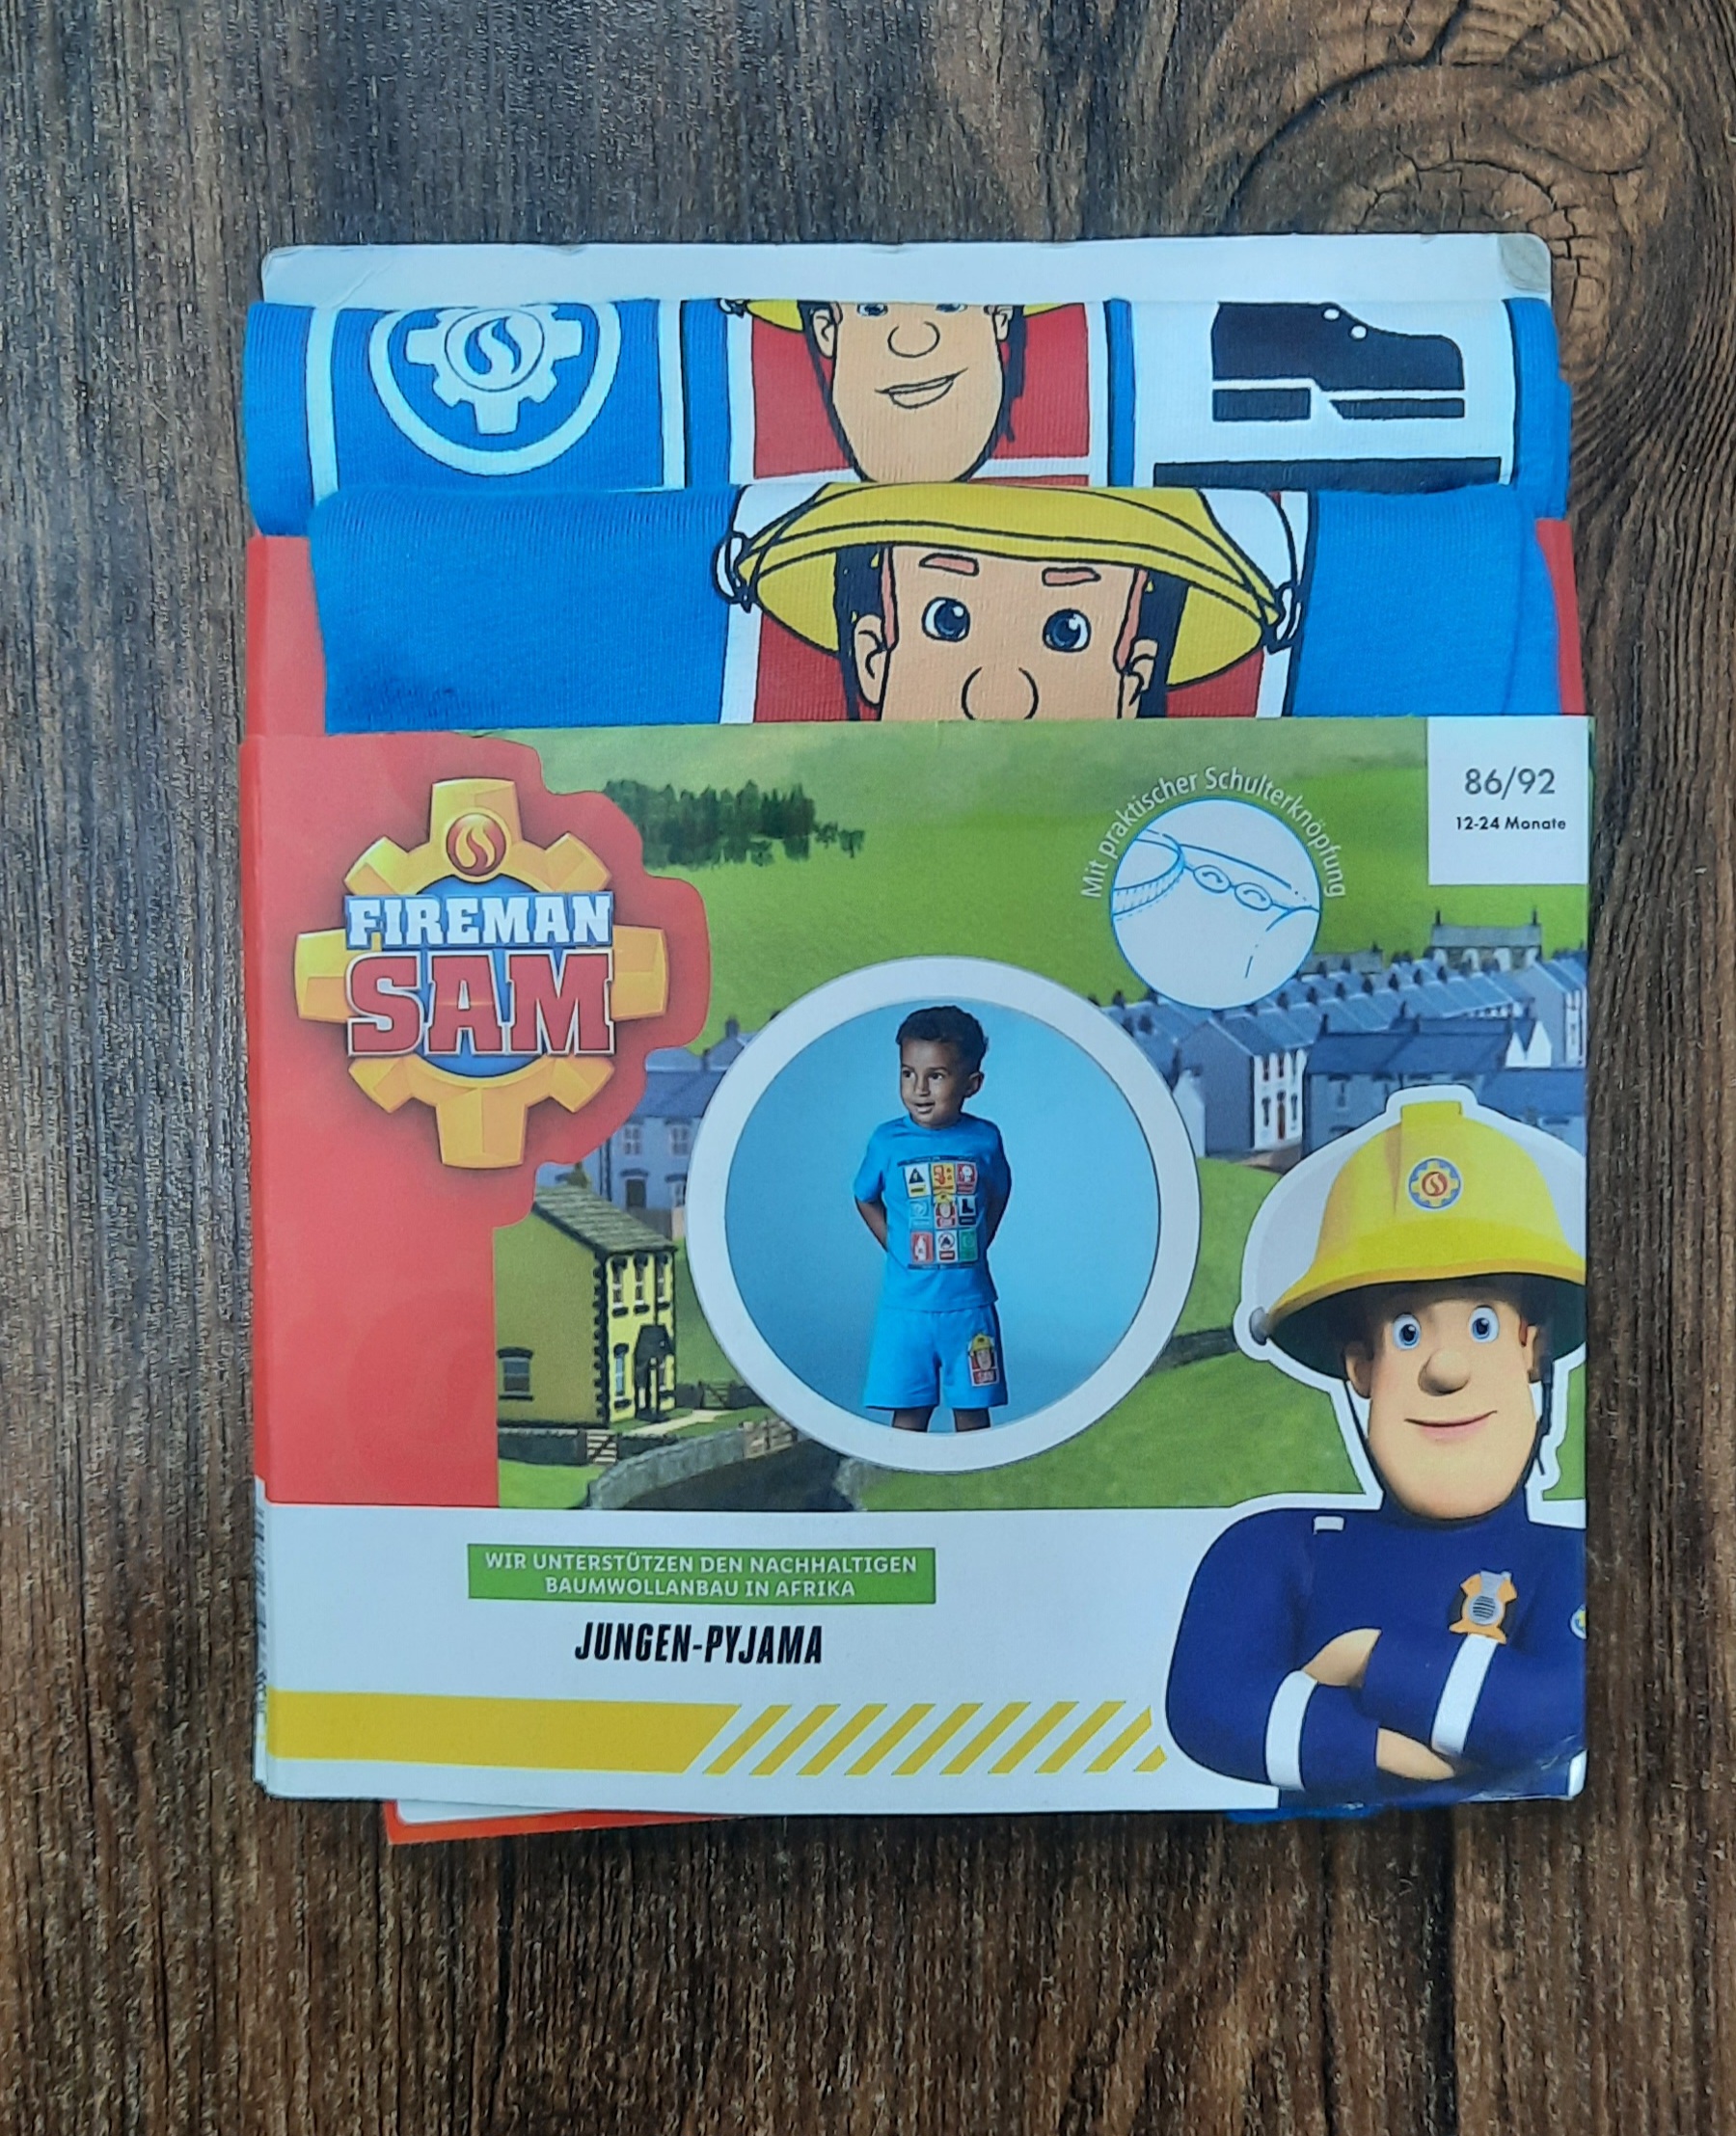 86/92
12-24 Monate
Mit praktischer Schulterknöpfung
FIREMAN
SAM
WIR UNTERSTÜTZEN DEN NACHHALTIGEN
BAUMWOLLANBAU IN AFRIKA
JUNGEN-PYJAMA